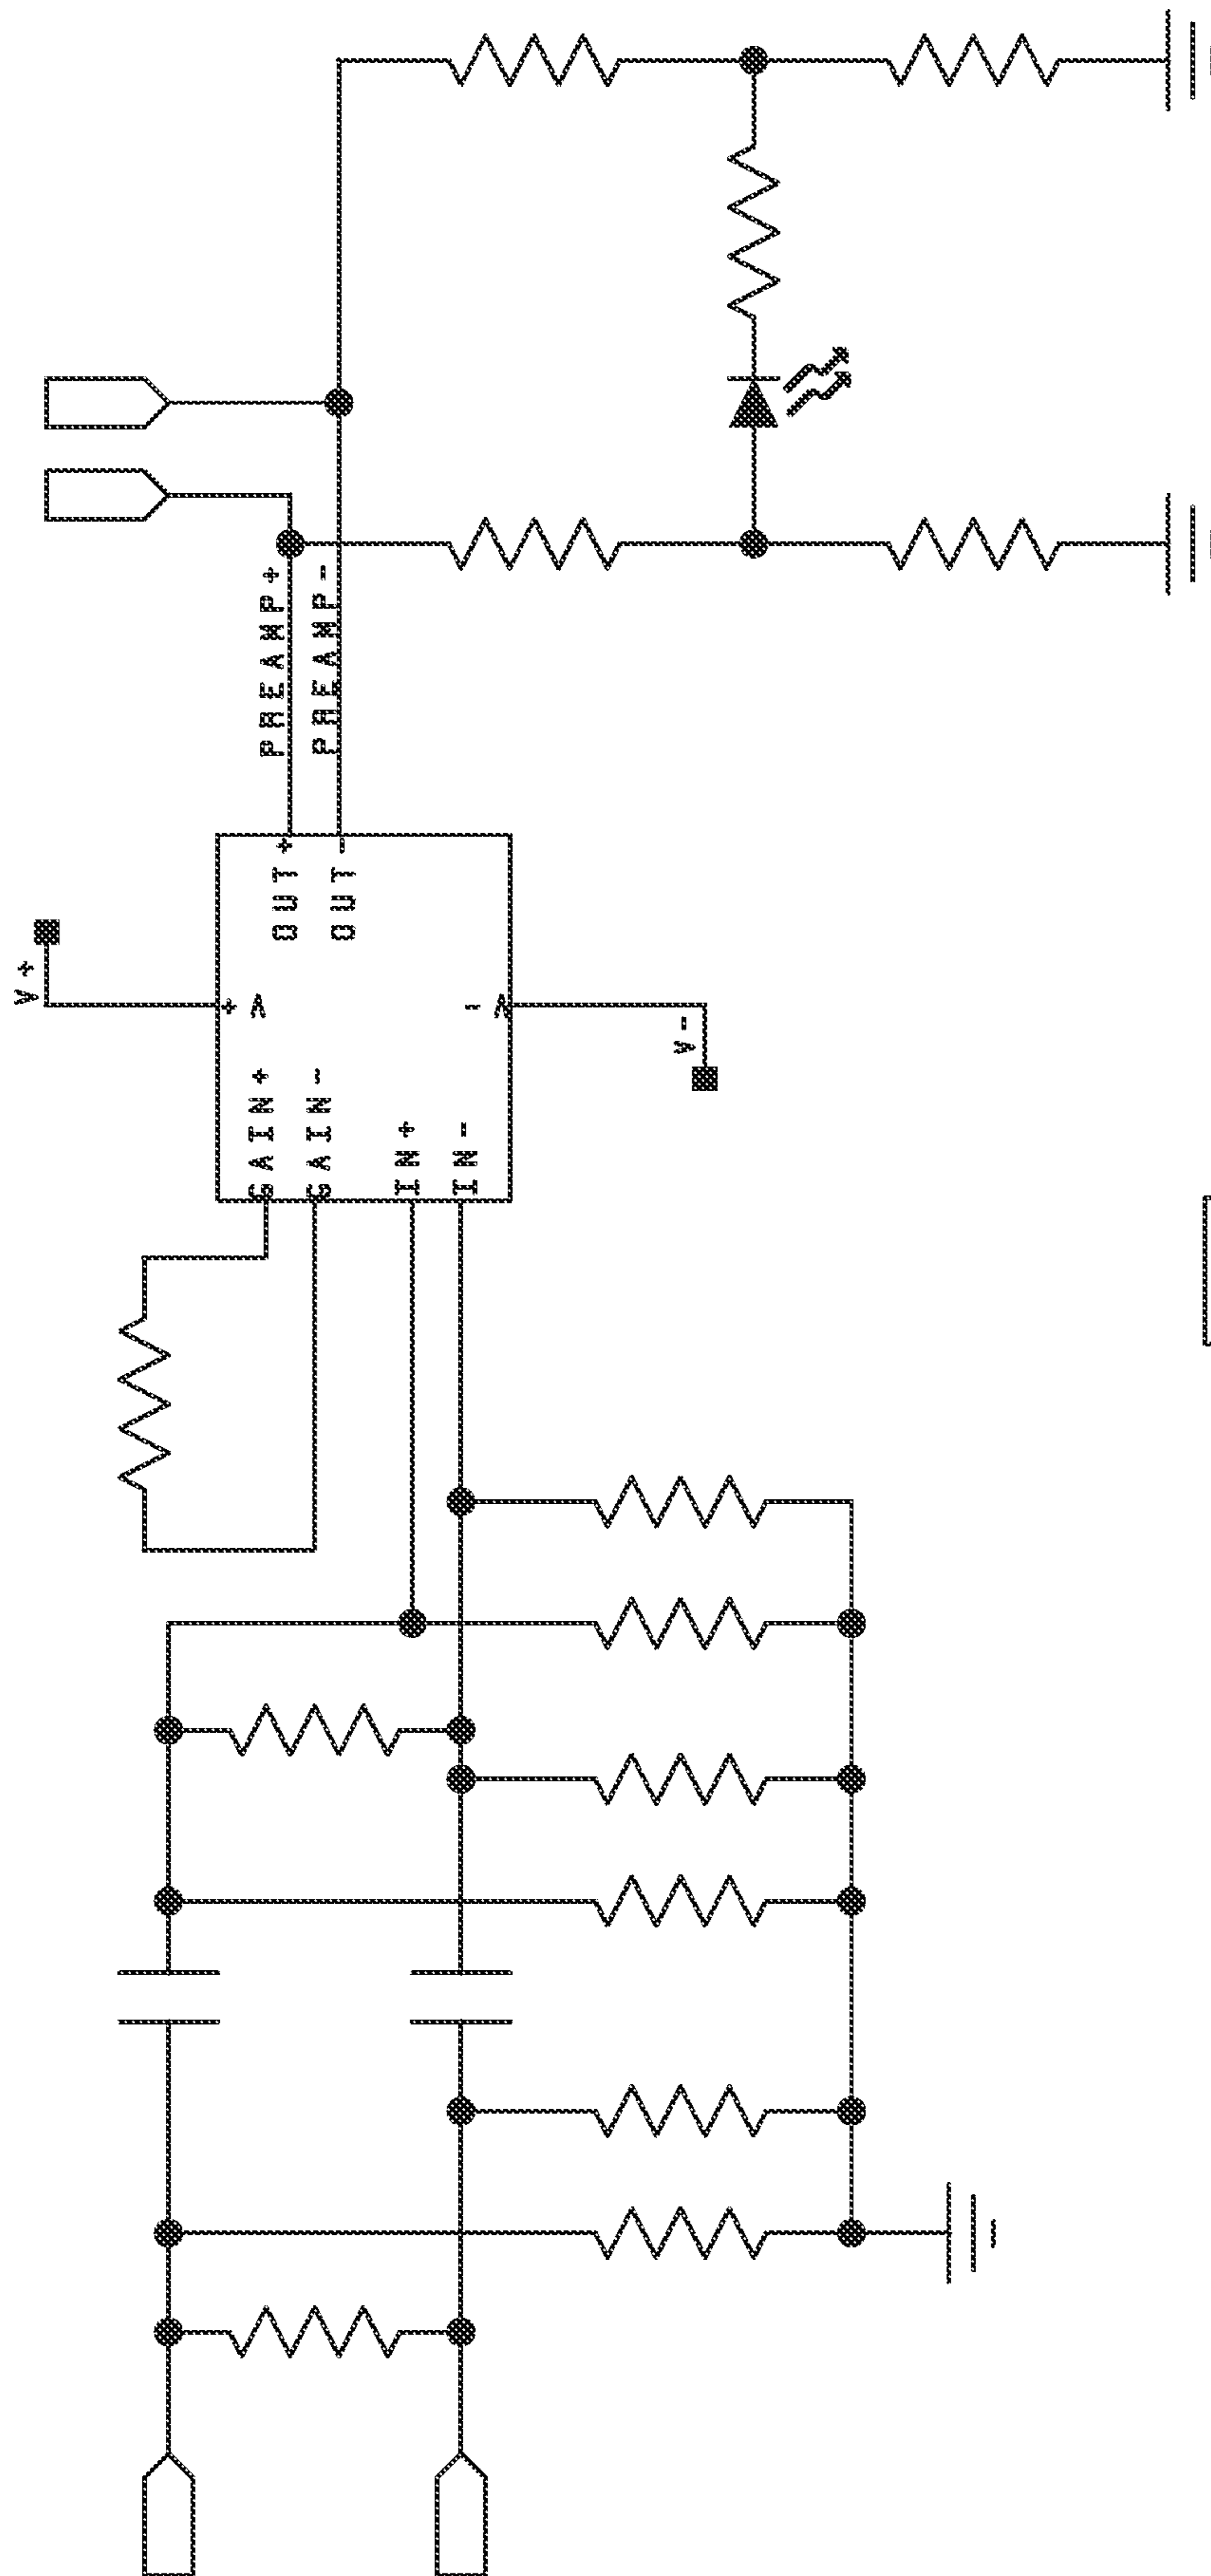 PREAMP+
PREAMP-
V+
OUT+
OUT-
+V
-V
V-
GAIN+
GAIN-
IN+
IN-